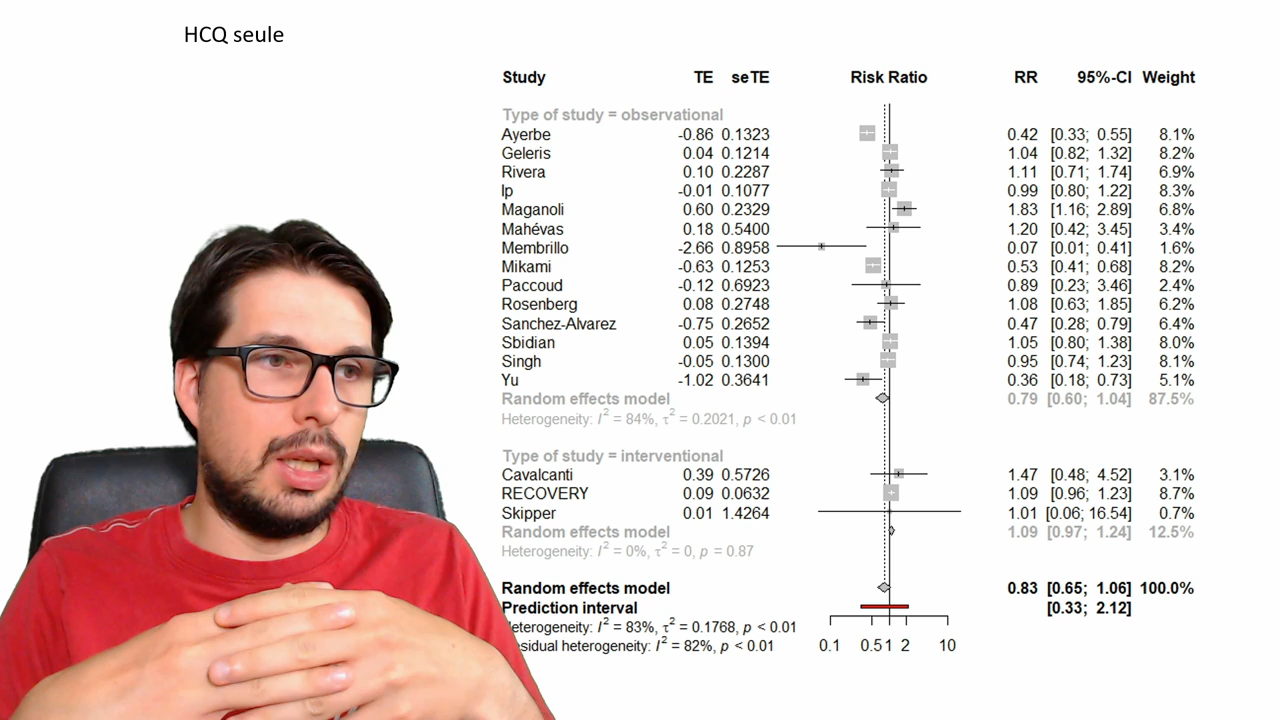 HCQ seule
Study TE seTE Risk Ratio RR 95%-CI Weight
Type of study = observational
Ayerbe -0.86 0.1323 0.42 [0.33; 0.55] 8.1%
Geleris 0.04 0.1214 1.04 [0.82; 1.32] 8.2%
Rivera 0.10 0.2287 1.11 [0.71; 1.74] 6.9%
Ip -0.01 0.1077 0.99 [0.80; 1.22] 8.3%
Maganoli 0.60 0.2329 1.83 [1.16; 2.89] 6.8%
Mahévas 0.18 0.5400 1.20 [0.42; 3.45] 3.4%
Membrillo -2.66 0.8958 0.07 [0.01; 0.41] 1.6%
Mikami -0.63 0.1253 0.53 [0.41; 0.68] 8.2%
Paccoud -0.12 0.6923 0.89 [0.23; 3.46] 2.4%
Rosenberg 0.08 0.2748 1.08 [0.63; 1.85] 6.2%
Sanchez-Alvarez -0.75 0.2652 0.47 [0.28; 0.79] 6.4%
Sbidian 0.05 0.1394 1.05 [0.80; 1.38] 8.0%
Singh -0.05 0.1300 0.95 [0.74; 1.23] 8.1%
Yu -1.02 0.3641 0.36 [0.18; 0.73] 5.1%
Random effects model 0.79 [0.60; 1.04] 87.5%
Heterogeneity: I² = 84%, τ² = 0.2021, p < 0.01
Type of study = interventional
Cavalcanti 0.39 0.5726 1.47 [0.48; 4.52] 3.1%
RECOVERY 0.09 0.0632 1.09 [0.96; 1.23] 8.7%
Skipper 0.01 1.4264 1.01 [0.06; 16.54] 0.7%
Random effects model 1.09 [0.97; 1.24] 12.5%
Heterogeneity: I² = 0%, τ² = 0, p = 0.87
Random effects model 0.83 [0.65; 1.06] 100.0%
Prediction interval [0.33; 2.12]
eterogeneity: I² = 83%, τ² = 0.1768, p < 0.01
sidual heterogeneity: I² = 82%, p < 0.01
0.1 0.5 1 2 10